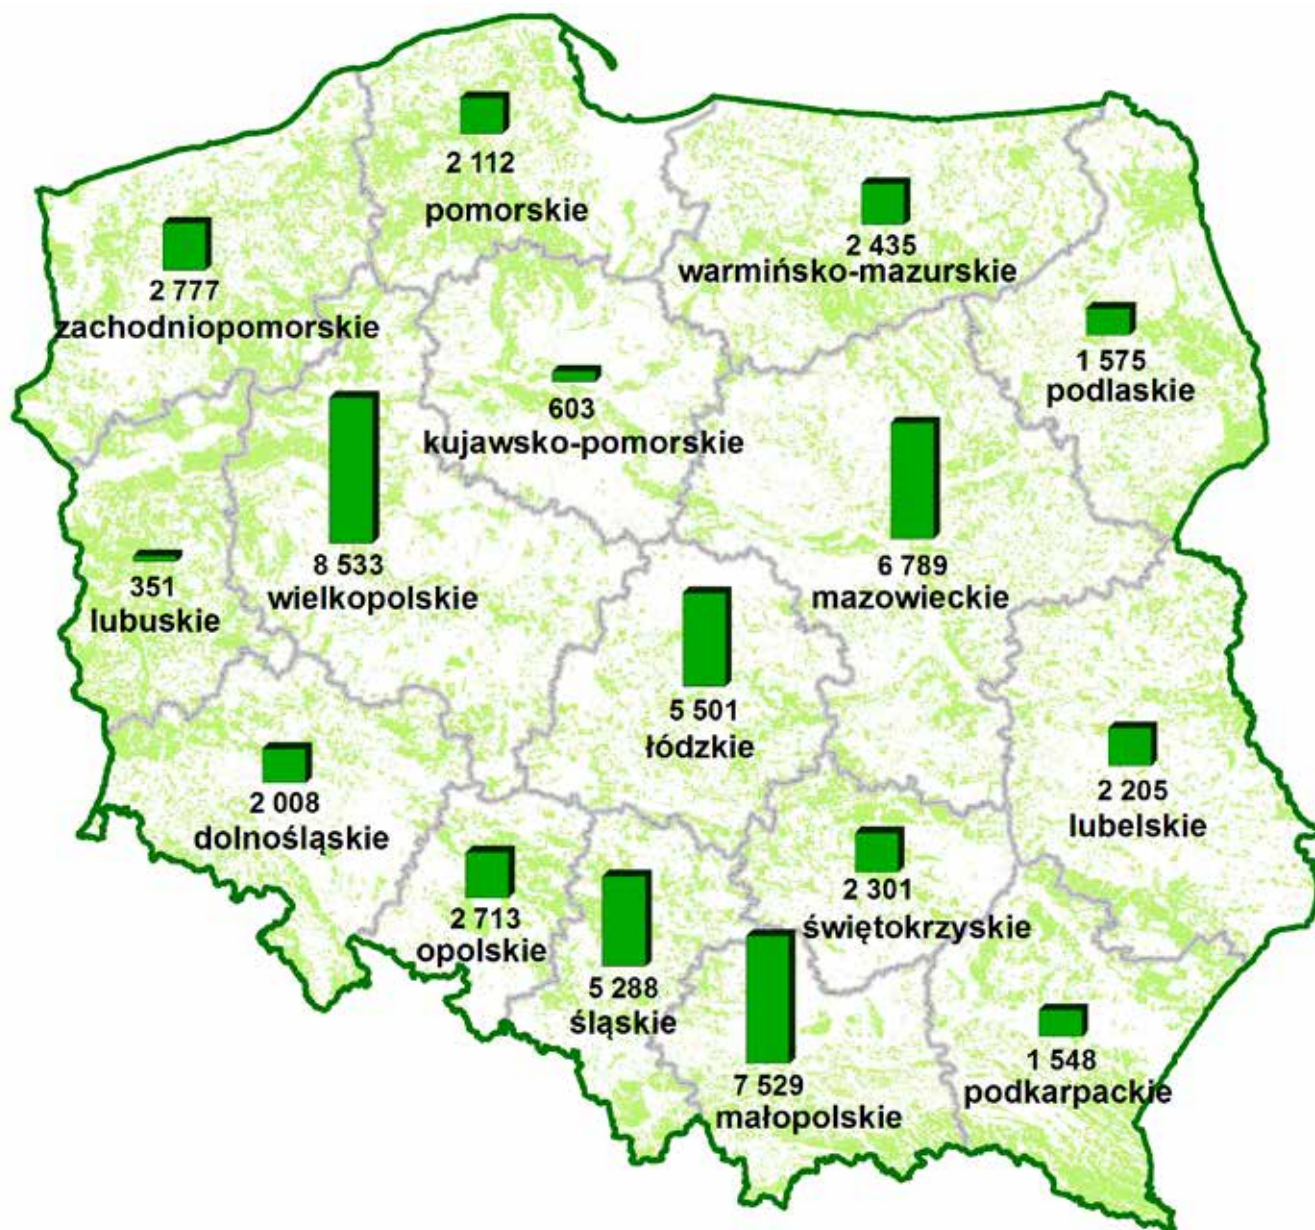 2 112
pomorskie
2 435
warmińsko-mazurskie
2 777
zachodniopomorskie
1 575
podlaskie
603
kujawsko-pomorskie
8 533
wielkopolskie
6 789
mazowieckie
351
lubuskie
5 501
łódzkie
2 008
dolnośląskie
2 205
lubelskie
2 713
opolskie
2 301
świętokrzyskie
5 288
śląskie
7 529
małopolskie
1 548
podkarpackie